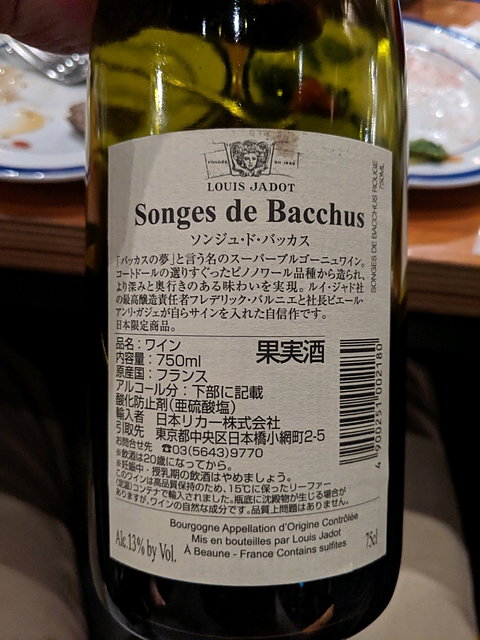 FONDÉE EN 1859
LOUIS JADOT
Songes de Bacchus
ソンジュ・ド・バッカス
「バッカスの夢」と言う名のスーパーブルゴーニュワイン。
コートドールの選りすぐったピノノワール品種から造られ、
より深みと奥行きのある味わいを実現。ルイ・ジャド社
の最高醸造責任者フレデリック・バルニエと社長ピエール・
アンリ・ガジェが自らサインを入れた自信作です。
日本限定商品。
品名：ワイン 果実酒
内容量：750ml
原産国：フランス
アルコール分：下部に記載
酸化防止剤(亜硫酸塩)
輸入者 日本リカー株式会社
引取先 東京都中央区日本橋小網町2-5
お問合せ先 ☎03(5643)9770
※飲酒は20歳になってから。
※妊娠中・授乳期の飲酒はやめましょう。
このワインは高品質保持のため、15℃に保ったリーファー
(定温)コンテナで輸入されました。瓶底に沈殿物が生じる場合が
ありますが、ワインの自然な成分です。品質上問題はありません。
Bourgogne Appellation d'Origine Contrôlée
Mis en bouteilles par Louis Jadot
À Beaune - France Contains sulfites
Alc.13% by Vol.
75cl
SONGES DE BACCHUS ROUGE
750ML
4 900251 002180